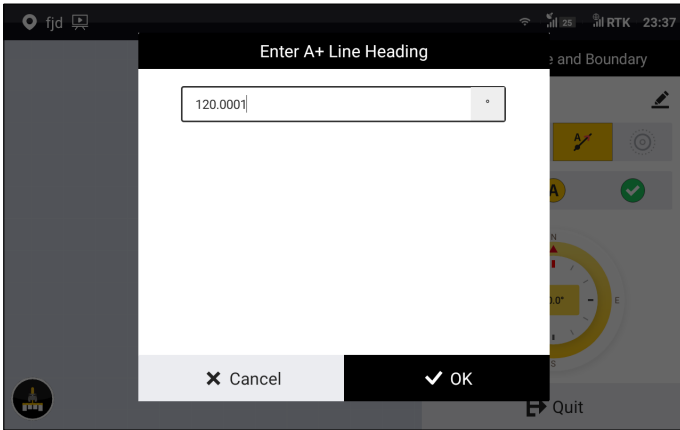 fjd
25
RTK 23:37
Enter A+ Line Heading
e and Boundary
120.0001
°
A
A
N
0.0°
E
S
Cancel
OK
Quit